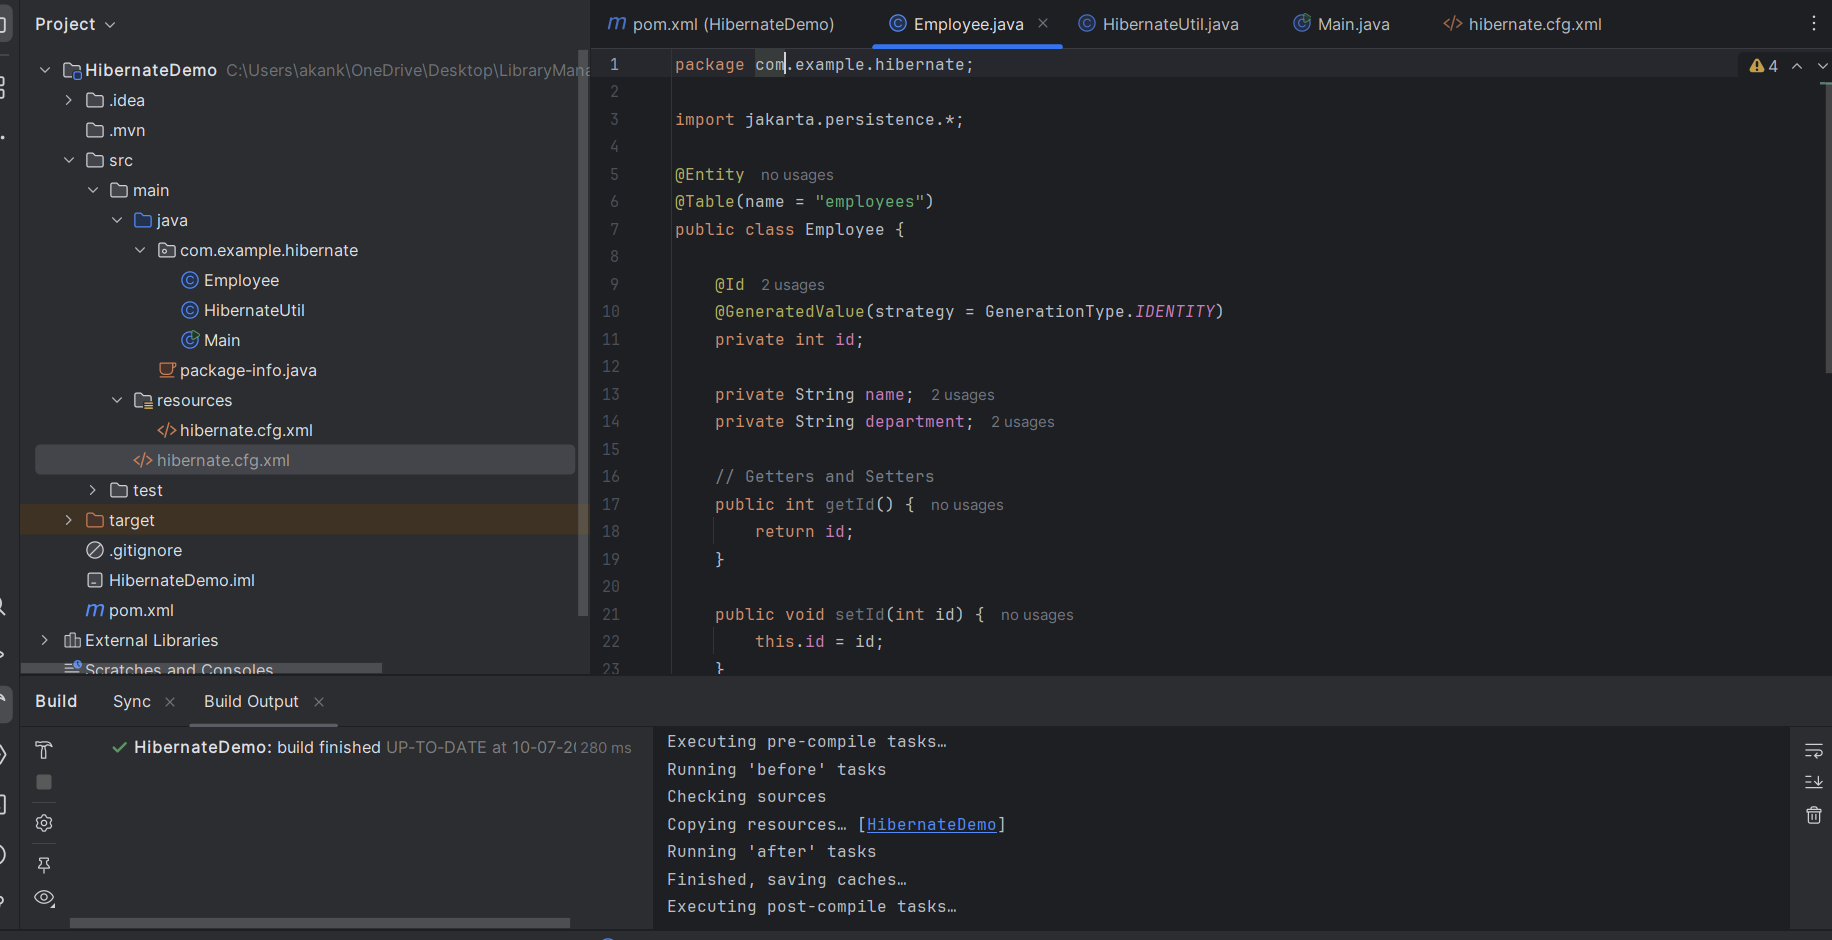 Project
pom.xml (HibernateDemo)
Employee.java
HibernateUtil.java
Main.java
hibernate.cfg.xml
HibernateDemo C:\Users\akank\OneDrive\Desktop\LibraryMana
.idea
.mvn
src
main
java
com.example.hibernate
Employee
HibernateUtil
Main
package-info.java
resources
hibernate.cfg.xml
hibernate.cfg.xml
test
target
.gitignore
HibernateDemo.iml
pom.xml
External Libraries
Scratches and Consoles
4
1 package com.example.hibernate;
2
3 import jakarta.persistence.*;
4
5 @Entity no usages
6 @Table(name = "employees")
7 public class Employee {
8
9 @Id 2 usages
10 @GeneratedValue(strategy = GenerationType.IDENTITY)
11 private int id;
12
13 private String name; 2 usages
14 private String department; 2 usages
15
16 // Getters and Setters
17 public int getId() { no usages
18 return id;
19 }
20
21 public void setId(int id) { no usages
22 this.id = id;
23 }
Build
Sync
Build Output
HibernateDemo: build finished UP-TO-DATE at 10-07-20 280 ms
Executing pre-compile tasks…
Running 'before' tasks
Checking sources
Copying resources… [HibernateDemo]
Running 'after' tasks
Finished, saving caches…
Executing post-compile tasks…